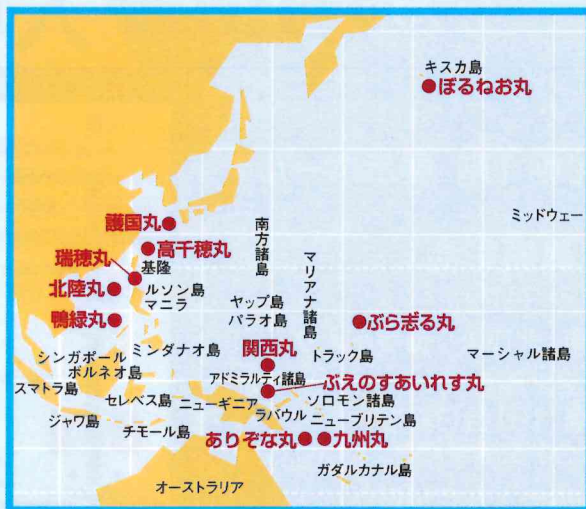 キスカ島
ぼるねお丸
ミッドウェー
護国丸
高千穂丸
瑞穂丸
基隆
北陸丸
ルソン島
マニラ
鴨緑丸
南方諸島
マリアナ諸島
ヤップ島
パラオ島
ぶら志る丸
シンガポール
ボルネオ島
ミンダナオ島
関西丸
トラック島
マーシャル諸島
スマトラ島
アドミラルティ諸島
ぶえのすあいれす丸
セレベス島
ニューギニア
ソロモン諸島
ジャワ島
チモール島
ラバウル
ニューブリテン島
ありぞな丸
九州丸
ガダルカナル島
オーストラリア